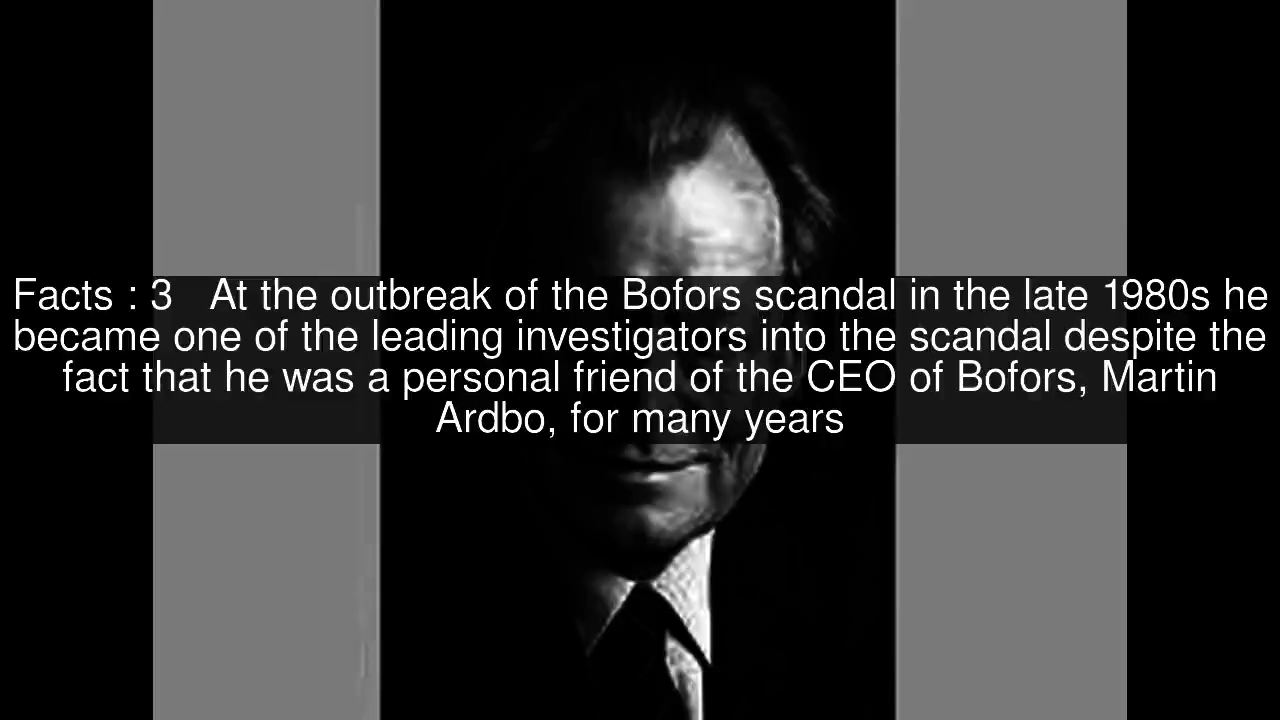 Facts : 3   At the outbreak of the Bofors scandal in the late 1980s he
became one of the leading investigators into the scandal despite the
fact that he was a personal friend of the CEO of Bofors, Martin
Ardbo, for many years